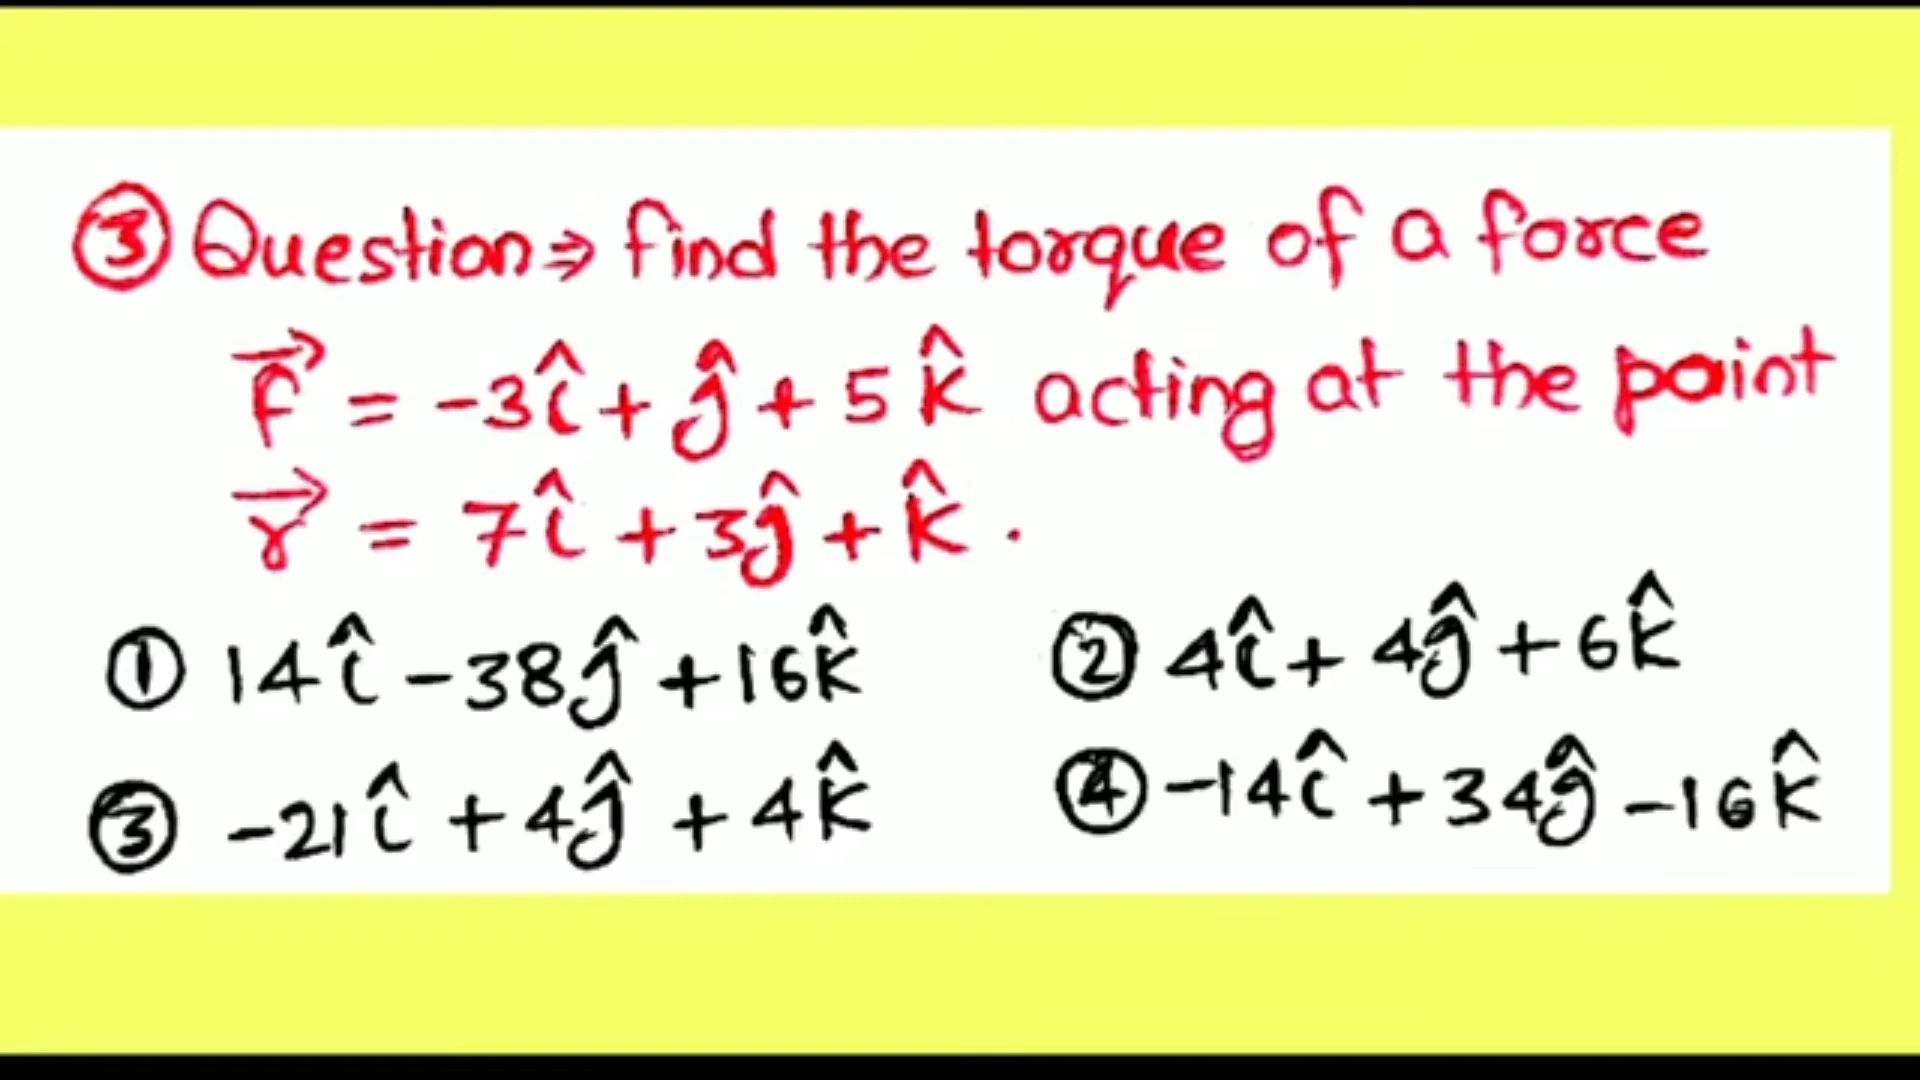 ③ Question ⇒ find the torque of a force
F⃗ = -3î + ĵ + 5k̂ acting at the point
r⃗ = 7î + 3ĵ + k̂ .
① 14î - 38ĵ + 16k̂ ② 4î + 4ĵ + 6k̂
③ -21î + 4ĵ + 4k̂ ④ -14î + 34ĵ - 16k̂